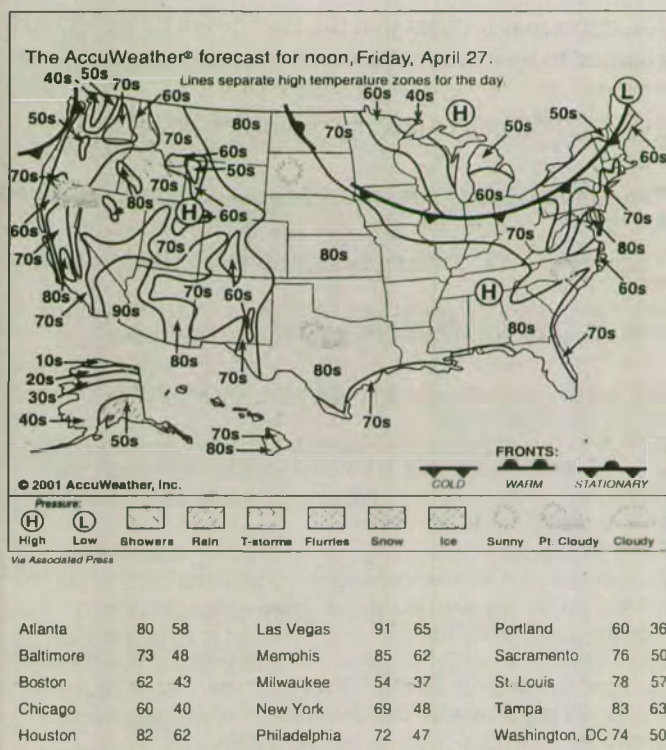 The AccuWeather® forecast for noon, Friday, April 27.
Lines separate high temperature zones for the day.
40s 50s 70s 60s 60s 40s H L
50s 70s 80s 70s 50s
60s 50s 60s
70s 70s 80s 60s 70s
H 60s
60s 70s 70s 80s
70s 80s 60s
80s 70s 60s H
70s 90s 80s 70s
80s 70s 80s 70s
10s
20s
30s
40s
50s 70s
80s
FRONTS:
COLD WARM STATIONARY
© 2001 AccuWeather, Inc.
Pressure:
H L
High Low Showers Rain T-storms Flurries Snow Ice Sunny Pt. Cloudy Cloudy
Via Associated Press
Atlanta 80 58 Las Vegas 91 65 Portland 60 36
Baltimore 73 48 Memphis 85 62 Sacramento 76 50
Boston 62 43 Milwaukee 54 37 St. Louis 78 57
Chicago 60 40 New York 69 48 Tampa 83 63
Houston 82 62 Philadelphia 72 47 Washington, DC 74 50